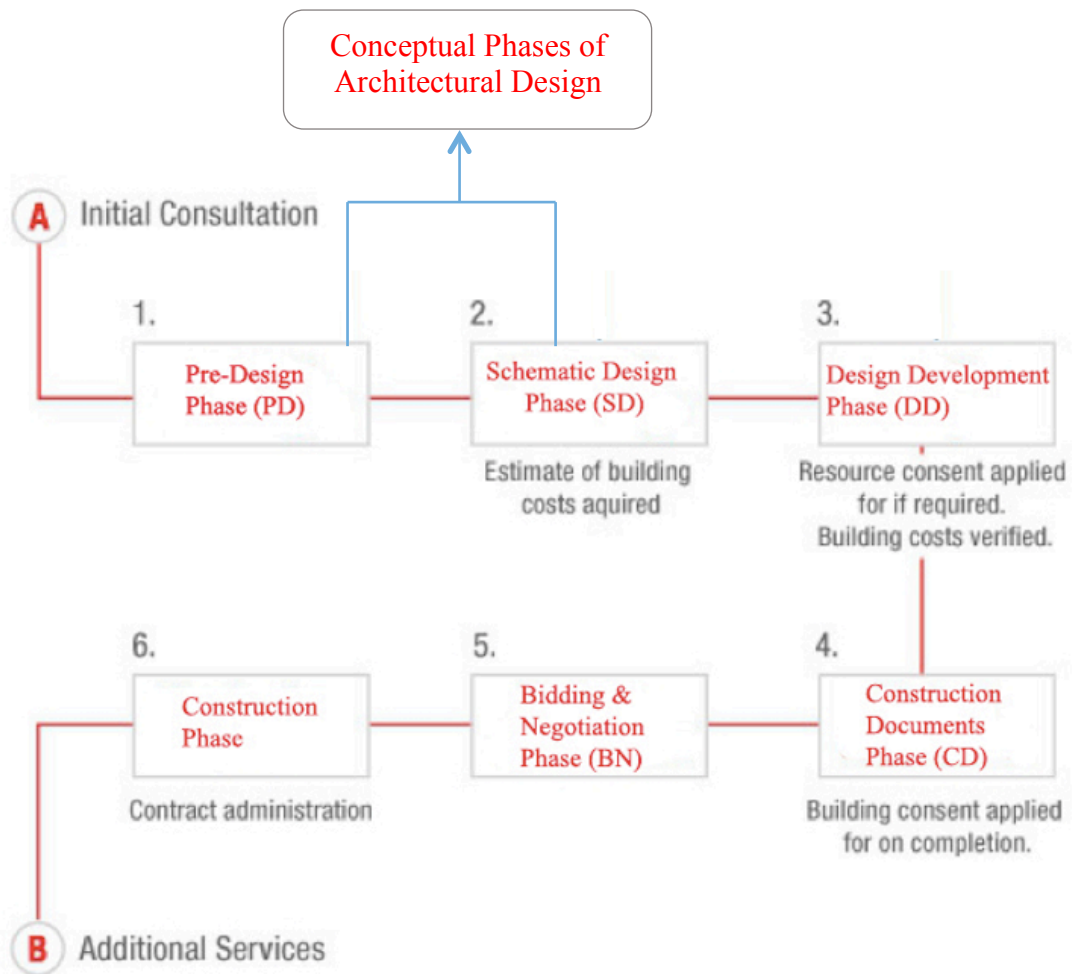 Conceptual Phases of
Architectural Design
A Initial Consultation
1.
Pre-Design
Phase (PD)
2.
Schematic Design
Phase (SD)
Estimate of building
costs aquired
3.
Design Development
Phase (DD)
Resource consent applied
for if required.
Building costs verified.
4.
Construction
Documents
Phase (CD)
Building consent applied
for on completion.
5.
Bidding &
Negotiation
Phase (BN)
6.
Construction
Phase
Contract administration
B Additional Services